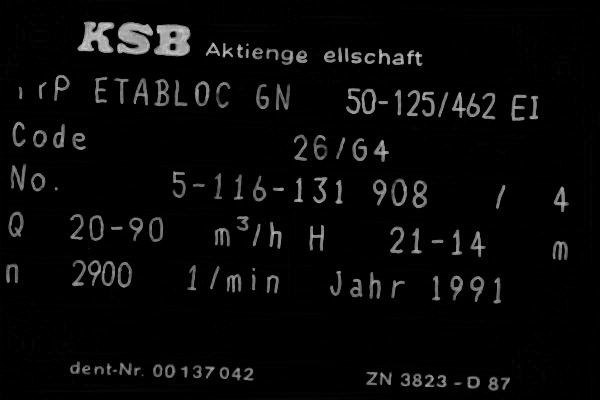 KSB Aktienge ellschaft
rP ETABLOC GN 50-125/462 EI
Code 26/G4
No. 5-116-131 908 / 4
Q 20-90 m³/h H 21-14 m
n 2900 1/min Jahr 1991
dent-Nr. 00137042 ZN 3823-D 87